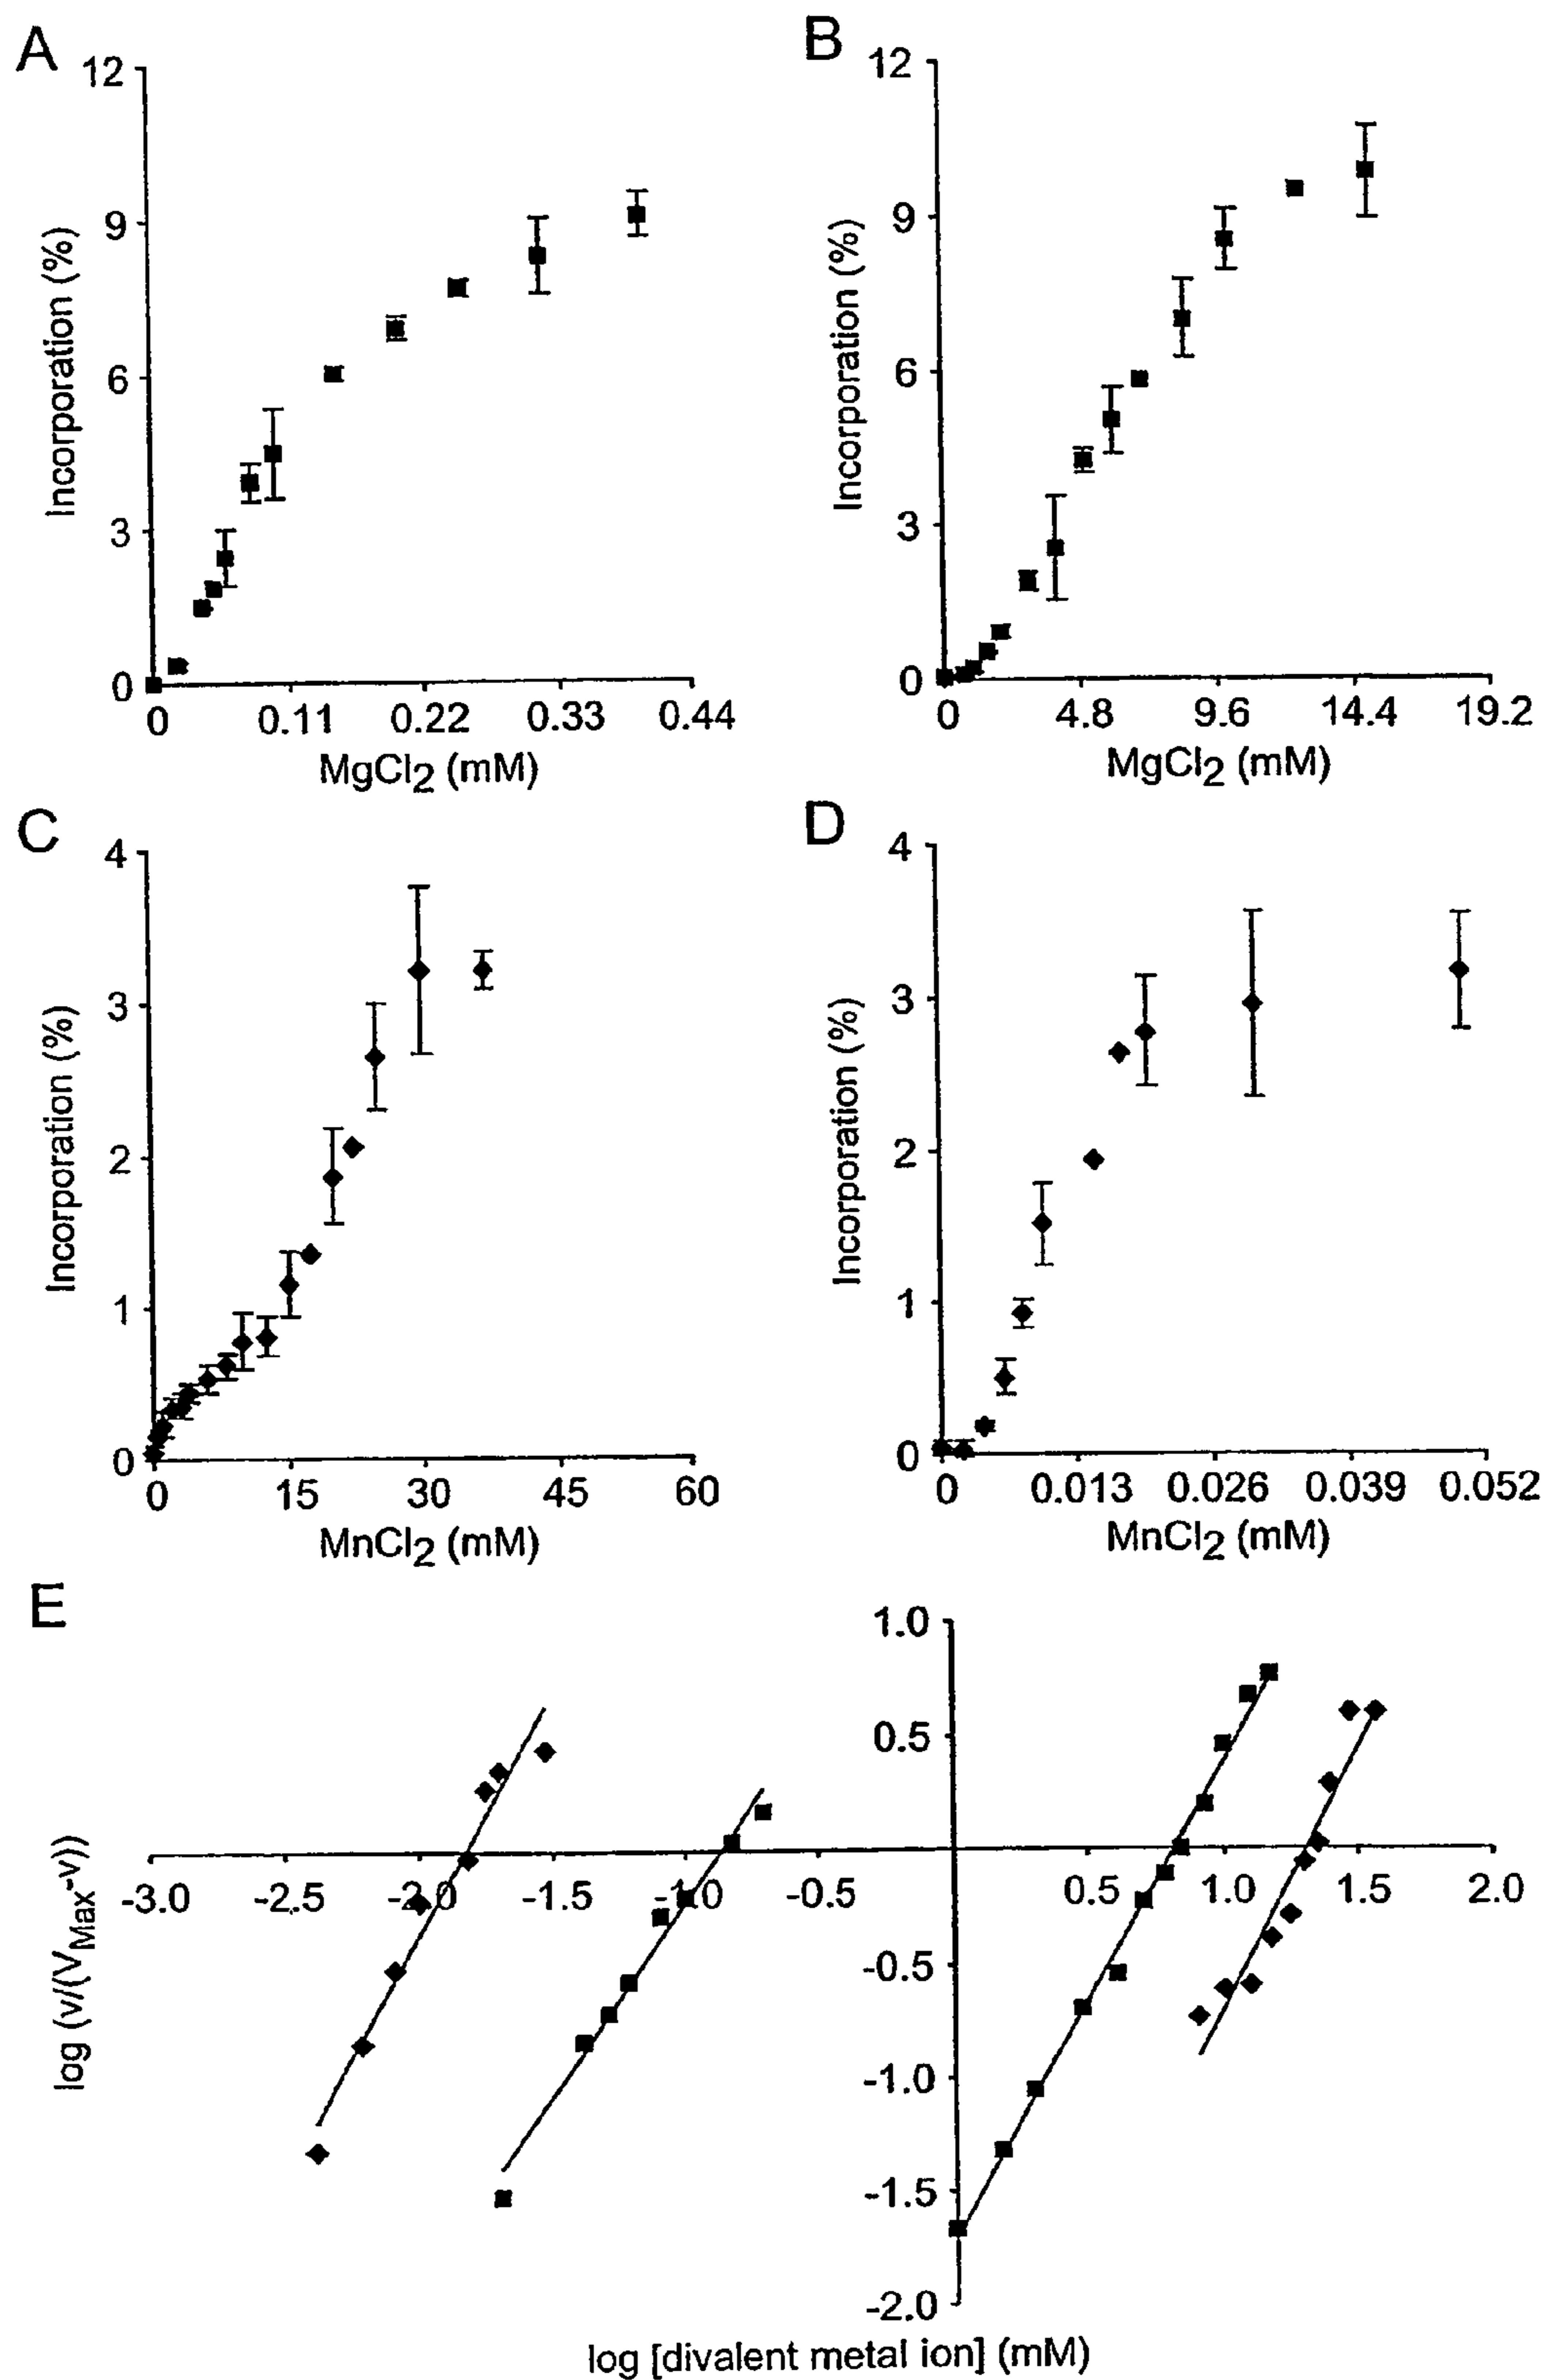 A
12
9
6
3
0
Incorporation (%)
0 0.11 0.22 0.33 0.44
MgCl2 (mM)
B
12
9
6
3
0
Incorporation (%)
0 4.8 9.6 14.4 19.2
MgCl2 (mM)
C
4
3
2
1
0
Incorporation (%)
0 15 30 45 60
MnCl2 (mM)
D
4
3
2
1
0
Incorporation (%)
0 0.013 0.026 0.039 0.052
MnCl2 (mM)
E
1.0
0.5
-3.0 -2.5 -2.0 -1.5 -1.0 -0.5 0.5 1.0 1.5 2.0
-0.5
-1.0
-1.5
-2.0
log (v/(VMax-v))
log [divalent metal ion] (mM)